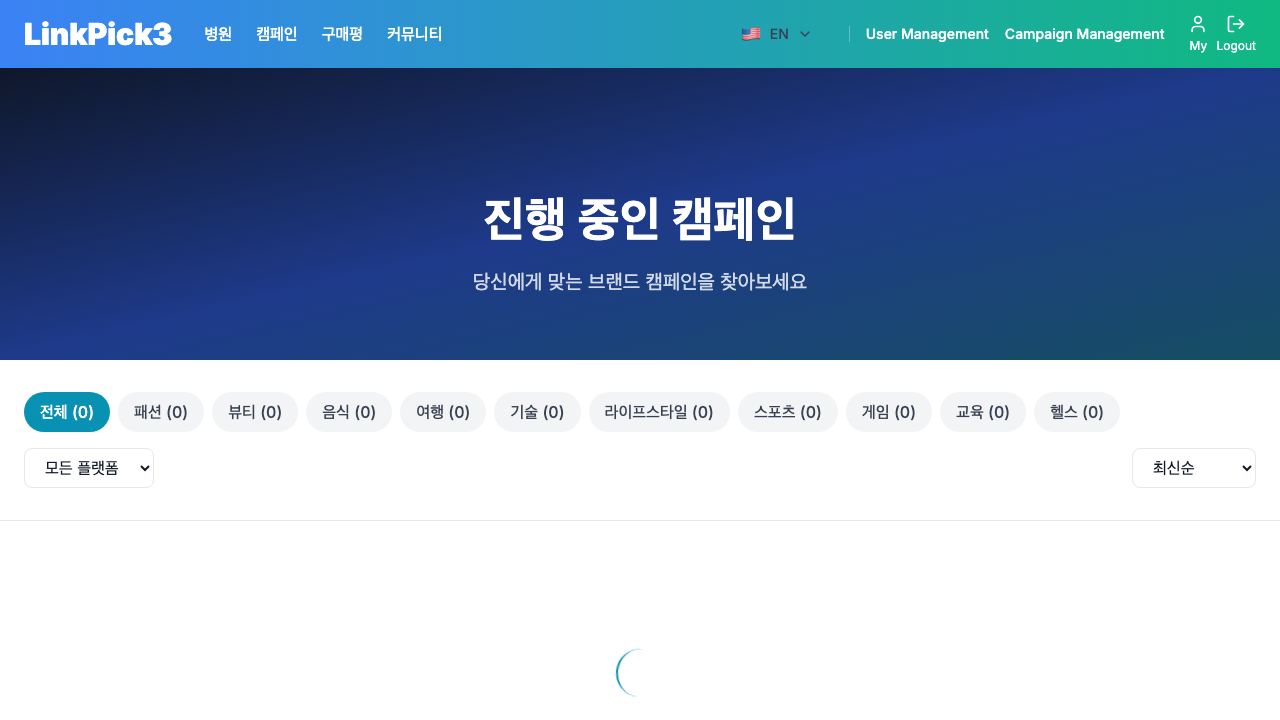 LinkPick3 병원 캠페인 구매평 커뮤니티 EN User Management Campaign Management My Logout
진행 중인 캠페인
당신에게 맞는 브랜드 캠페인을 찾아보세요
전체 (0) 패션 (0) 뷰티 (0) 음식 (0) 여행 (0) 기술 (0) 라이프스타일 (0) 스포츠 (0) 게임 (0) 교육 (0) 헬스 (0)
모든 플랫폼 최신순